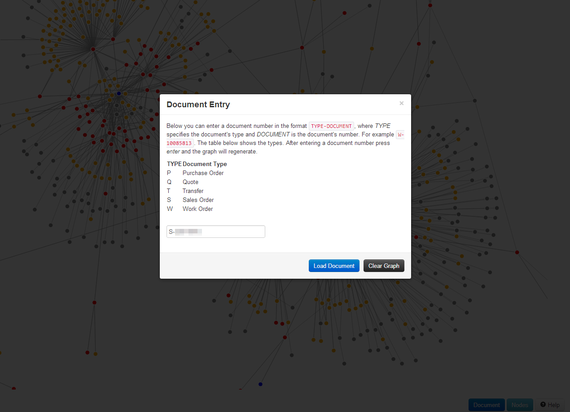 Document Entry ×
Below you can enter a document number in the format TYPE-DOCUMENT, where TYPE
specifies the document's type and DOCUMENT is the document's number. For example W-
10085813. The table below shows the types. After entering a document number press
enter and the graph will regenerate.
TYPE Document Type
P Purchase Order
Q Quote
T Transfer
S Sales Order
W Work Order
S-
Load Document Clear Graph
Document Nodes Help